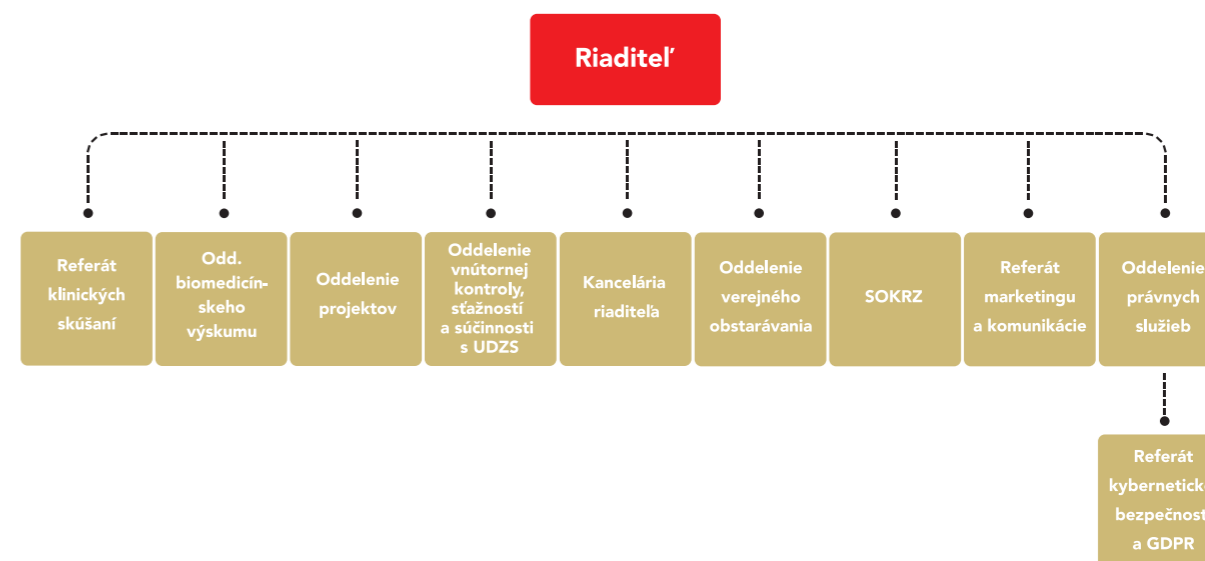 Riaditeľ
Referát
klinických
skúšaní
Odd.
biomedicín-
skeho
výskumu
Oddelenie
projektov
Oddelenie
vnútornej
kontroly,
sťažností
a súčinnosti
s UDZS
Kancelária
riaditeľa
Oddelenie
verejného
obstarávania
SOKRZ
Referát
marketingu
a komunikácie
Oddelenie
právnych
služieb
Referát
a GDPR